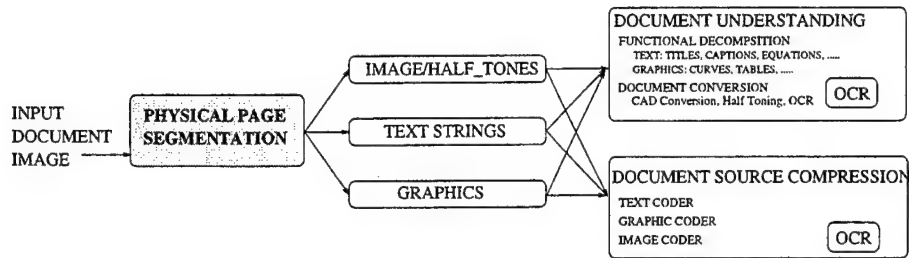 INPUT
DOCUMENT
IMAGE
PHYSICAL PAGE
SEGMENTATION
IMAGE/HALF_TONES
TEXT STRINGS
GRAPHICS
DOCUMENT UNDERSTANDING
FUNCTIONAL DECOMPSITION
TEXT: TITLES, CAPTIONS, EQUATIONS, .....
GRAPHICS: CURVES, TABLES, .....
DOCUMENT CONVERSION
CAD Conversion, Half Toning, OCR
OCR
DOCUMENT SOURCE COMPRESSION
TEXT CODER
GRAPHIC CODER
IMAGE CODER
OCR